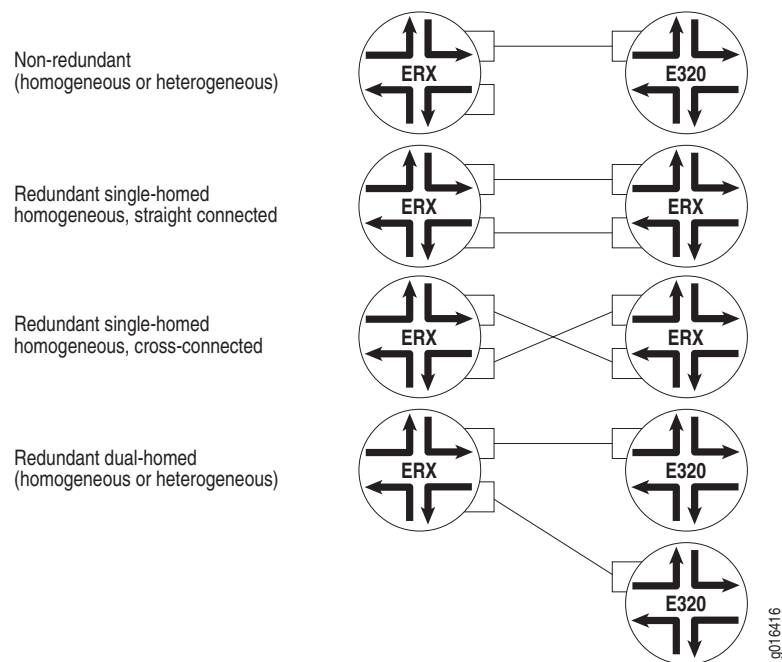 Non-redundant
(homogeneous or heterogeneous)
ERX
E320
Redundant single-homed
homogeneous, straight connected
ERX
ERX
Redundant single-homed
homogeneous, cross-connected
ERX
ERX
Redundant dual-homed
(homogeneous or heterogeneous)
ERX
E320
E320
g016416